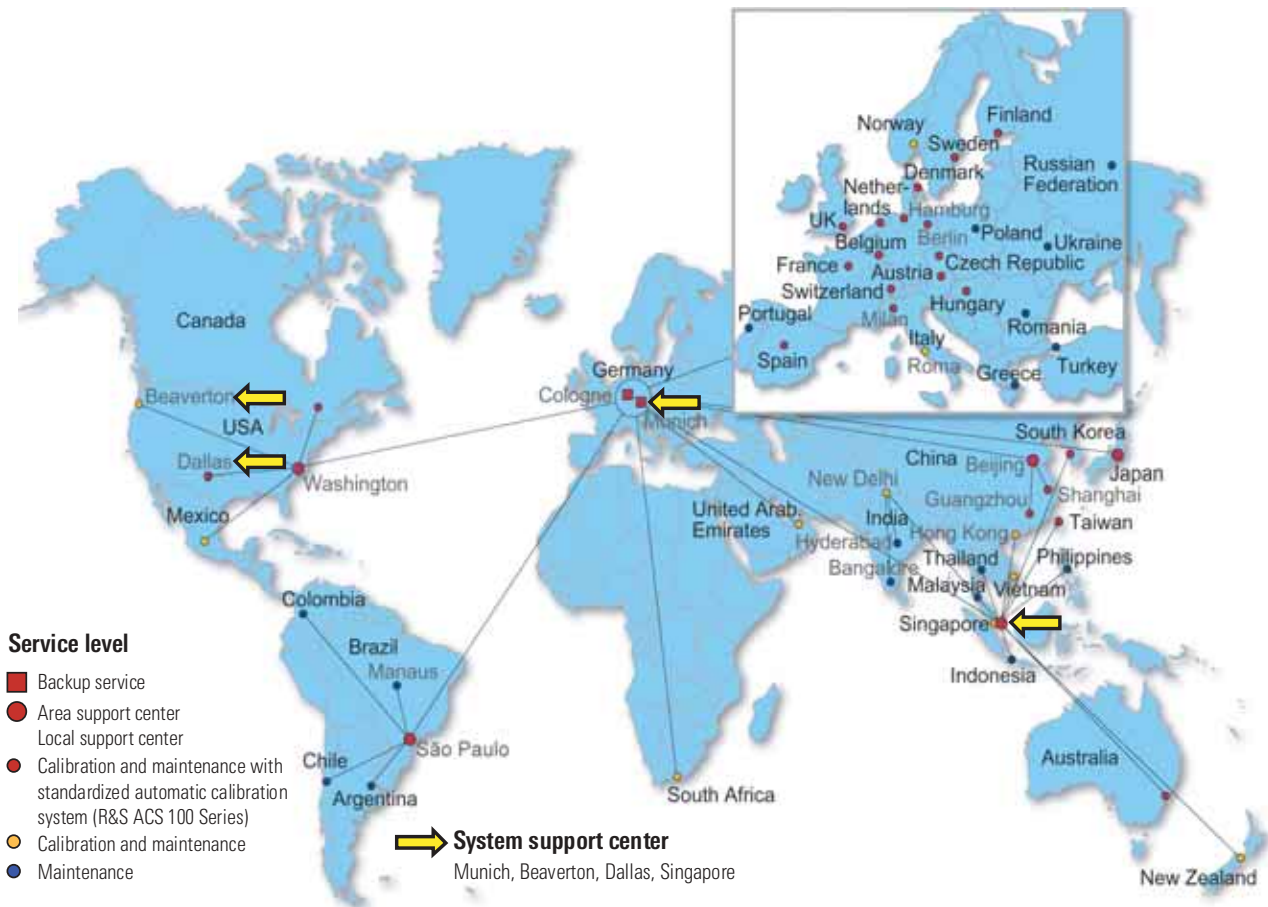 Norway
Finland
Sweden
Denmark
Russian
Federation
Nether-
lands
Hamburg
UK
Berlin
Poland
Ukraine
Belgium
France
Austria
Czech Republic
Switzerland
Hungary
Portugal
Milan
Romania
Spain
Italy
Roma
Greece
Turkey
Canada
Beaverton
USA
Dallas
Washington
Mexico
Germany
Cologne
Munich
South Korea
China
Beijing
Japan
New Delhi
Guangzhou
Shanghai
United Arab.
Emirates
India
Hong Kong
Taiwan
Hyderabad
Thailand
Philippines
Bangalore
Malaysia
Vietnam
Singapore
Indonesia
Colombia
Brazil
Manaus
São Paulo
Chile
Argentina
South Africa
Australia
New Zealand
Service level
Backup service
Area support center
Local support center
Calibration and maintenance with
standardized automatic calibration
system (R&S ACS 100 Series)
Calibration and maintenance
Maintenance
System support center
Munich, Beaverton, Dallas, Singapore